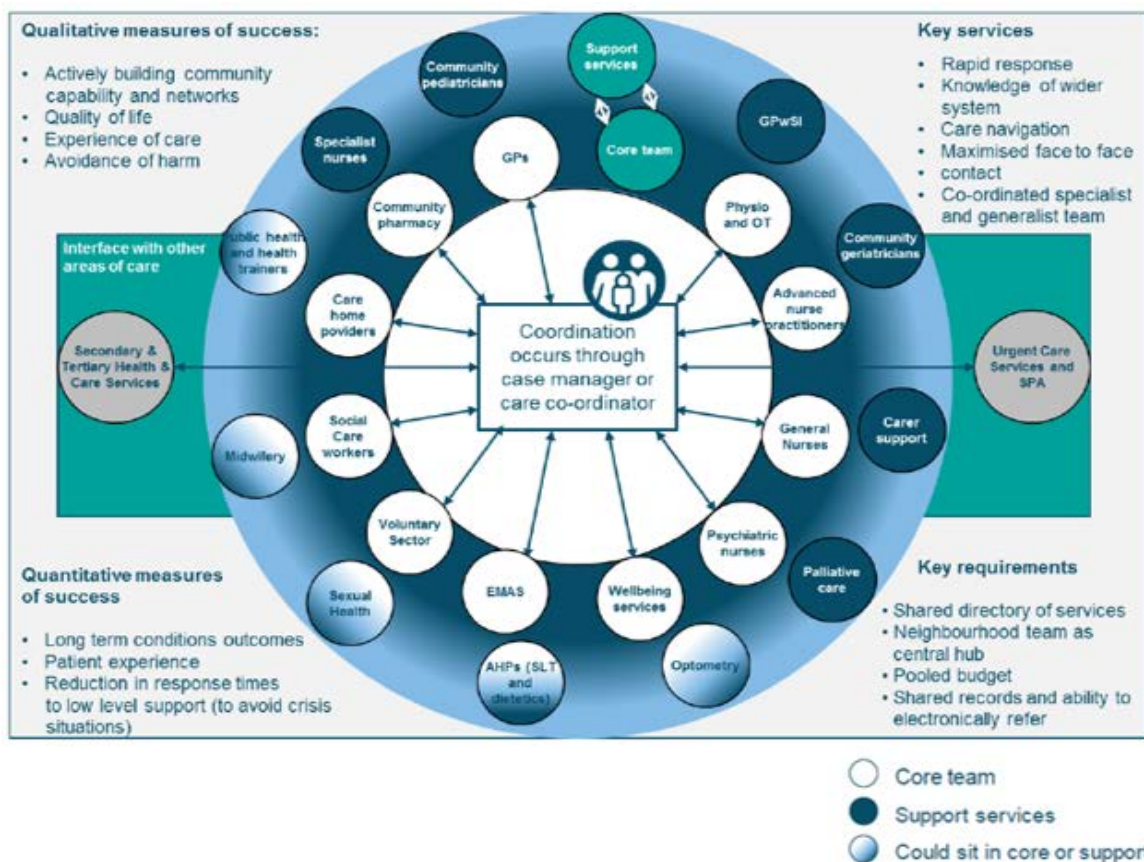 Qualitative measures of success:
• Actively building community
capability and networks
• Quality of life
• Experience of care
• Avoidance of harm
Key services
• Rapid response
• Knowledge of wider
system
• Care navigation
• Maximised face to face
• contact
• Co-ordinated specialist
and generalist team
Support
services
Core team
Community
pediatricians
GPwSI
Specialist
nurses
GPs
Community
pharmacy
Physio
and OT
Public health
and health
trainers
Community
geriatricians
Interface with other
areas of care
Care
home
poviders
Advanced
nurse
practitioners
Secondary &
Tertiary Health &
Care Services
Coordination
occurs through
case manager or
care co-ordinator
Urgent Care
Services and
SPA
Social
Care
workers
General
Nurses
Carer
support
Midwifery
Voluntary
Sector
Psychiatric
nurses
Sexual
Health
EMAS
Wellbeing
services
Palliative
care
AHPs (SLT
and
dietetics)
Optometry
Quantitative measures
of success
• Long term conditions outcomes
• Patient experience
• Reduction in response times
to low level support (to avoid crisis
situations)
Key requirements
• Shared directory of services
• Neighbourhood team as
central hub
• Pooled budget
• Shared records and ability to
electronically refer
Core team
Support services
Could sit in core or support